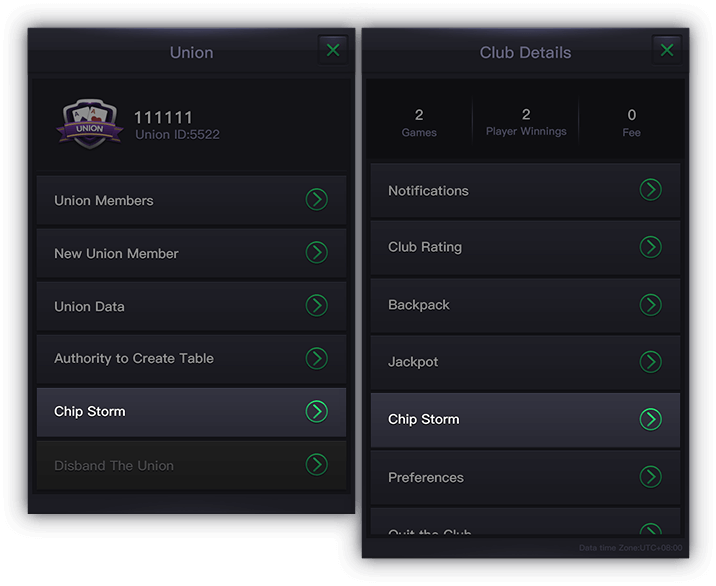 Union
111111
Union ID:5522
UNION
A A
Union Members
New Union Member
Union Data
Authority to Create Table
Chip Storm
Disband The Union
Club Details
2
Games
2
Player Winnings
0
Fee
Notifications
Club Rating
Backpack
Jackpot
Chip Storm
Preferences
Quit the Club
Date time Zone:UTC+08:00